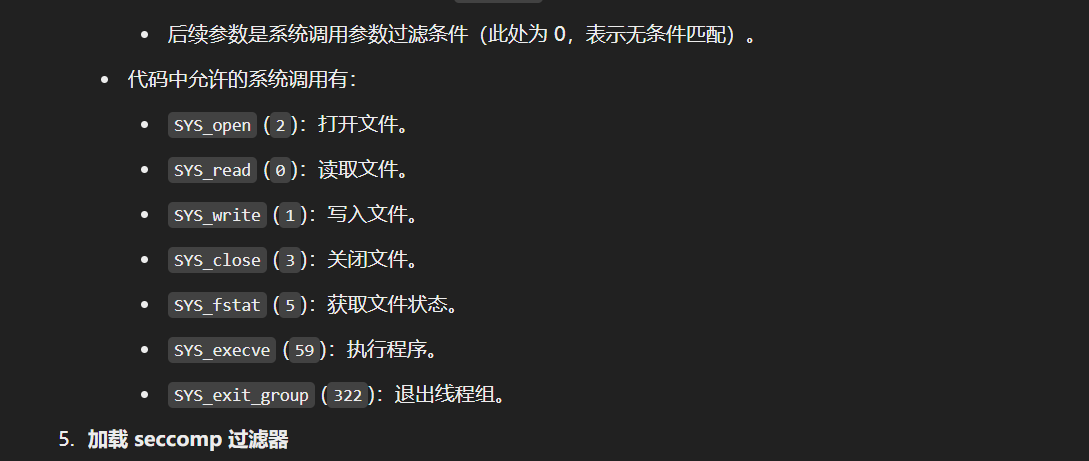 后续参数是系统调用参数过滤条件（此处为 0，表示无条件匹配）。
代码中允许的系统调用有：
SYS_open (2)：打开文件。
SYS_read (0)：读取文件。
SYS_write (1)：写入文件。
SYS_close (3)：关闭文件。
SYS_fstat (5)：获取文件状态。
SYS_execve (59)：执行程序。
SYS_exit_group (322)：退出线程组。
5. 加载 seccomp 过滤器